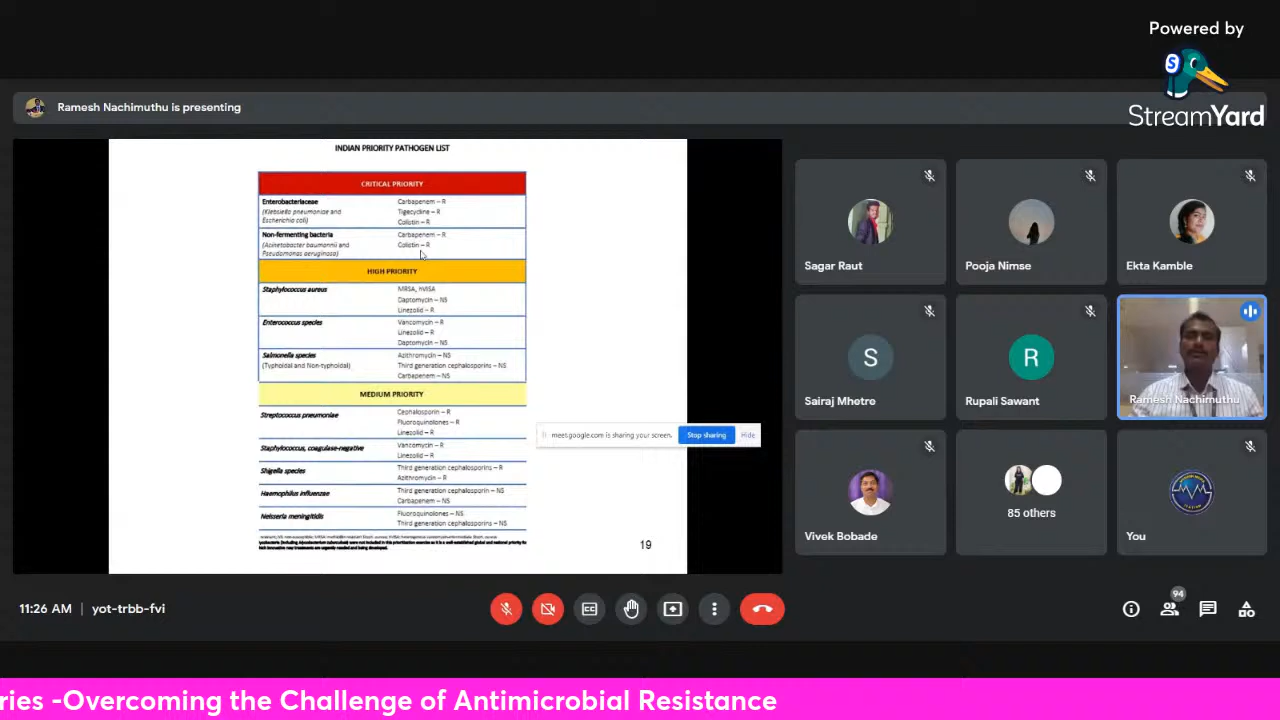 Powered by
StreamYard
Ramesh Nachimuthu is presenting
INDIAN PRIORITY PATHOGEN LIST
CRITICAL PRIORITY
Enterobacteriaceae
(Klebsiella pneumoniae and
Escherichia coli)
Carbapenem – R
Tigecycline – R
Colistin – R
Non-fermenting bacteria
(Acinetobacter baumannii and
Pseudomonas aeruginosa)
Carbapenem – R
Colistin – R
HIGH PRIORITY
Staphylococcus aureus
MRSA, hVISA
Daptomycin – NS
Linezolid – R
Enterococcus species
Vancomycin – R
Linezolid – R
Daptomycin – NS
Salmonella species
(Typhoidal and Non-typhoidal)
Azithromycin – NS
Third generation cephalosporins – NS
Carbapenem – NS
MEDIUM PRIORITY
Streptococcus pneumoniae
Cephalosporin – R
Fluoroquinolones – R
Linezolid – R
Staphylococcus, coagulase-negative
Vancomycin – R
Linezolid – R
Shigella species
Third generation cephalosporins – R
Azithromycin – R
Haemophilus influenzae
Third generation cephalosporin – NS
Carbapenem – NS
Neisseria meningitidis
Fluoroquinolones – NS
Third generation cephalosporins – NS
19
meet.google.com is sharing your screen.
Stop sharing
Hide
Sagar Raut
Pooja Nimse
Ekta Kamble
S
Sairaj Mhetre
R
Rupali Sawant
Ramesh Nachimuthu
Vivek Bobade
85 others
You
11:26 AM | yot-trbb-fvi
94
ries -Overcoming the Challenge of Antimicrobial Resistance